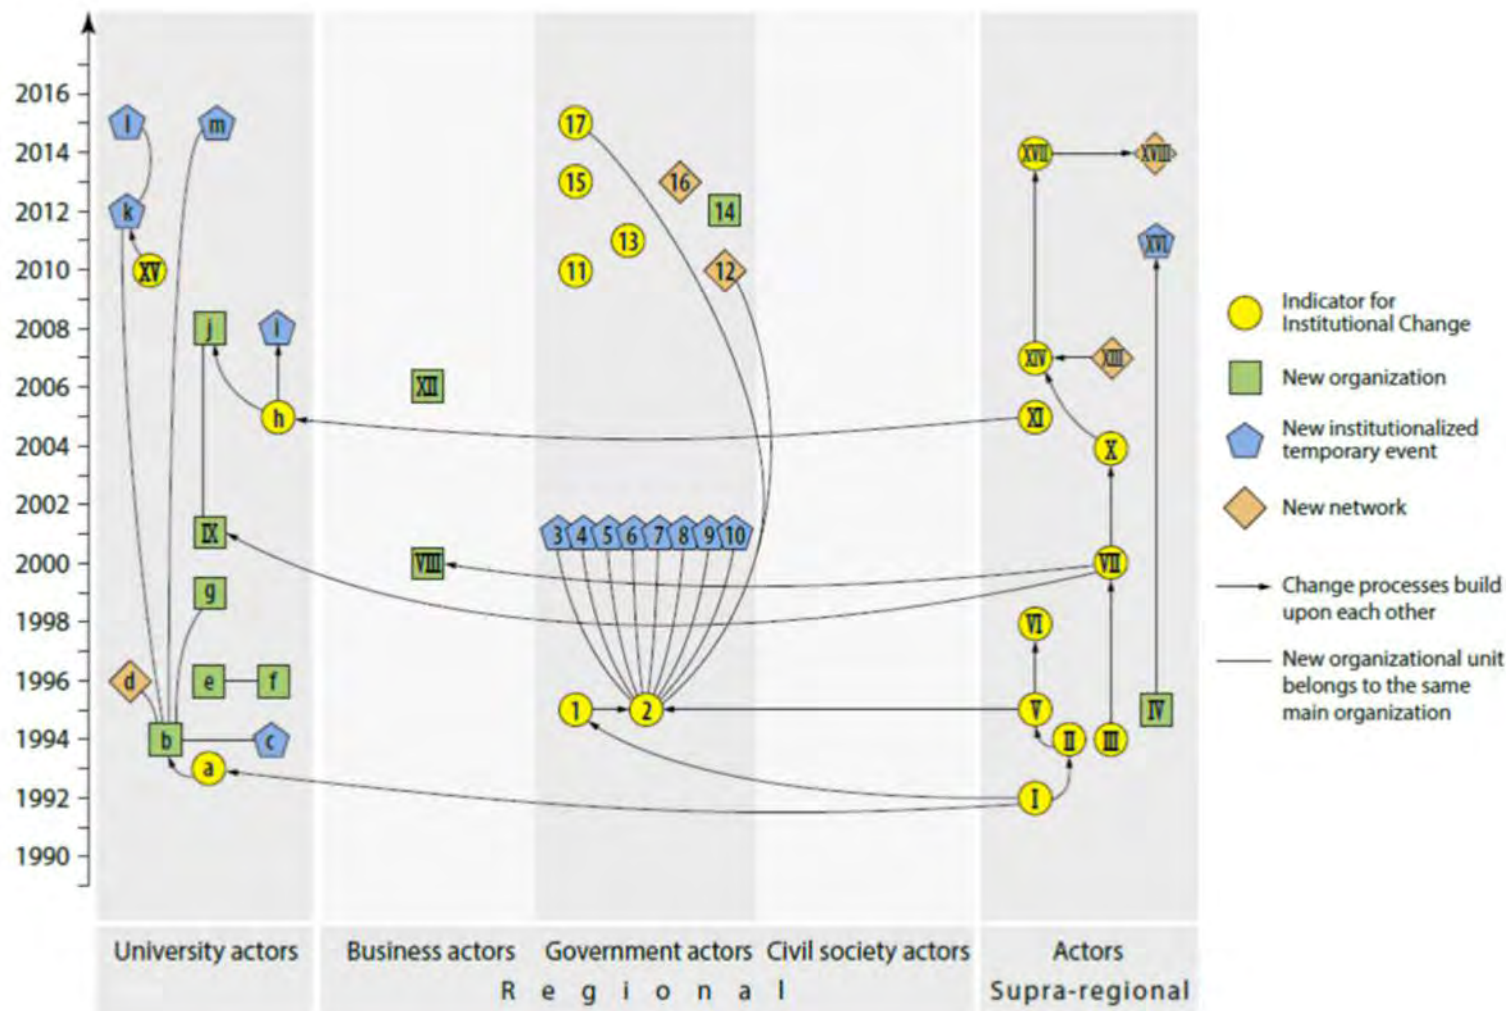 2016
l
m
17
2014
XVII
XVIII
15
16
2012
k
14
13
XVI
2010
XV
11
12
2008
j
i
XIV
XIII
2006
XII
h
XI
2004
X
2002
IX
3 4 5 6 7 8 9 10
2000
VIII
VII
g
1998
VI
1996
d
e
f
1
2
V
IV
1994
b
c
II
III
a
1992
I
1990
Indicator for
Institutional Change
New organization
New institutionalized
temporary event
New network
Change processes build
upon each other
New organizational unit
belongs to the same
main organization
University actors
Business actors
Government actors
Civil society actors
Actors
Regional
Supra-regional